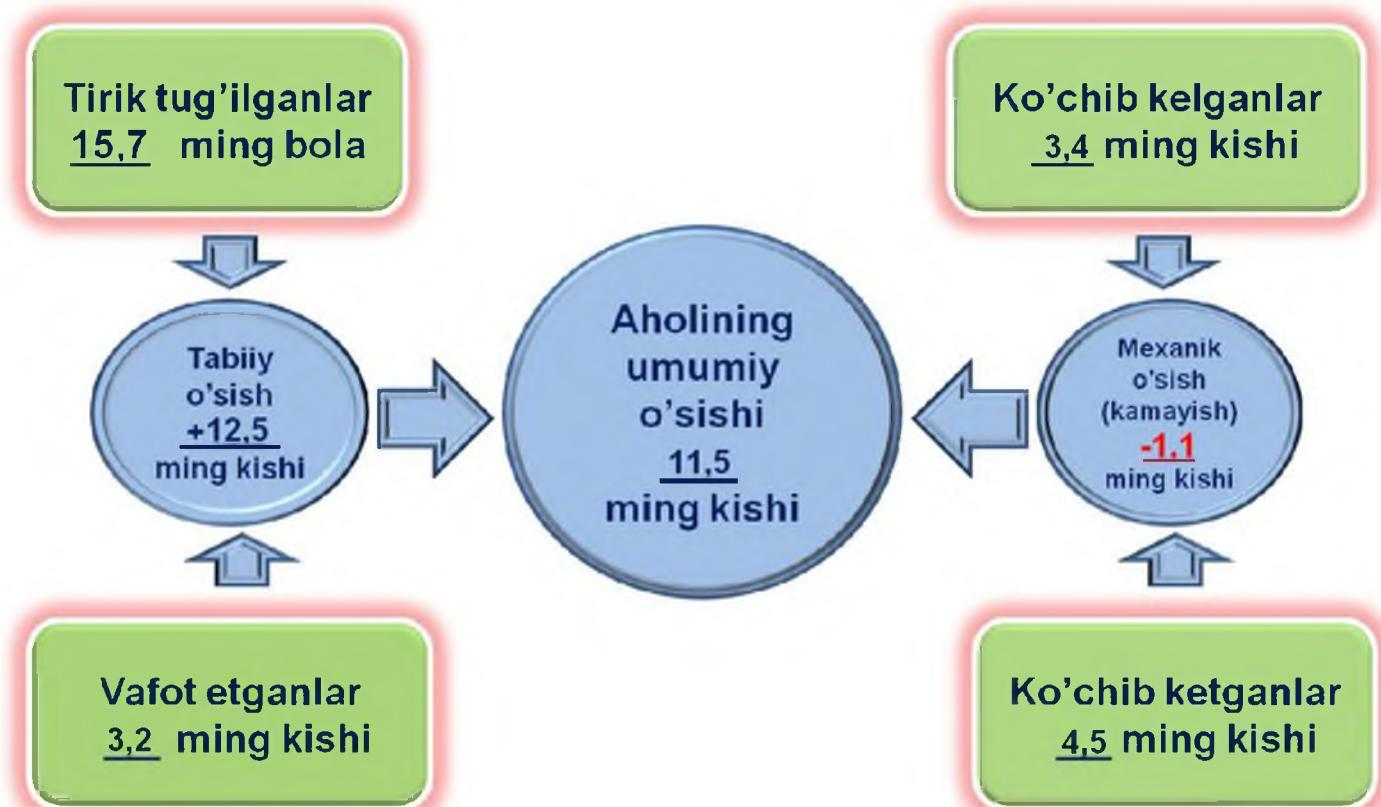 Tirik tug'ilganlar
15,7 ming bola
Ko'chib kelganlar
3,4 ming kishi
Tabiiy
o'sish
+12,5
ming kishi
Aholining
umumiy
o'sishi
11,5
ming kishi
Mexanik
o'sish
(kamayish)
-1.1
ming kishi
Vafot etganlar
3,2 ming kishi
Ko'chib ketganlar
4,5 ming kishi